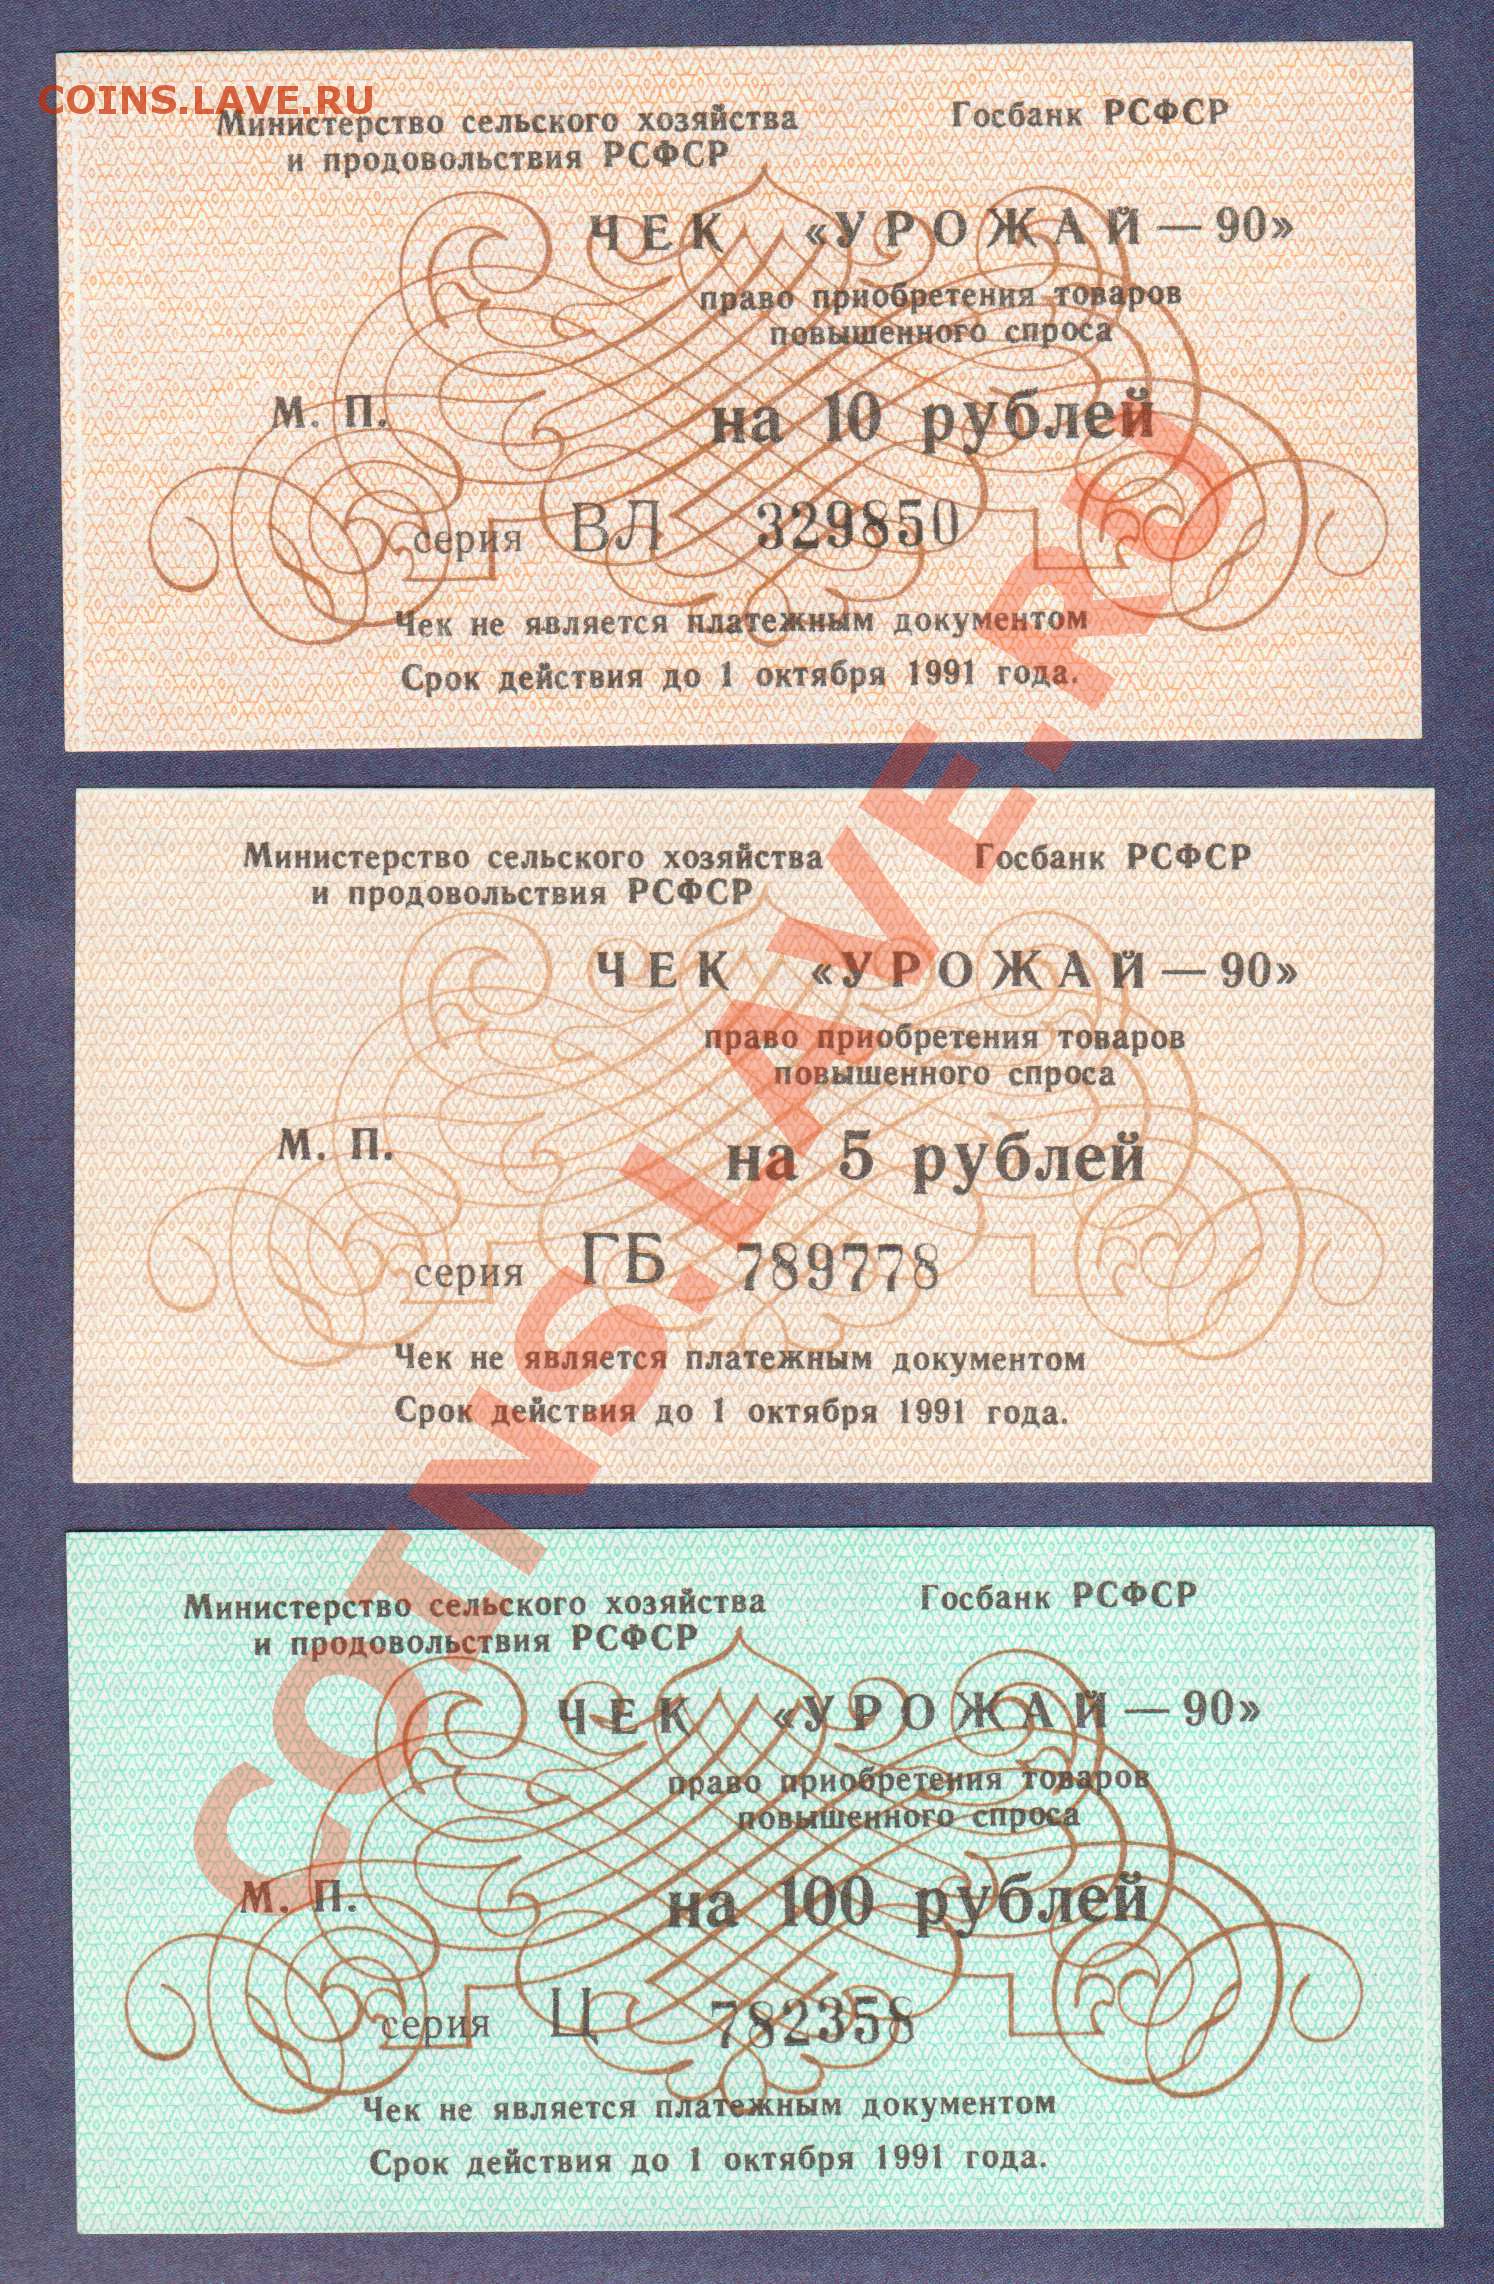 COINS.LAVE.RU
Министерство сельского хозяйства Госбанк РСФСР
и продовольствия РСФСР
ЧЕК «УРОЖАЙ — 90»
право приобретения товаров
повышенного спроса
М. П. на 10 рублей
серия ВЛ 329850
Чек не является платежным документом
Срок действия до 1 октября 1991 года.
Министерство сельского хозяйства Госбанк РСФСР
и продовольствия РСФСР
ЧЕК «УРОЖАЙ — 90»
право приобретения товаров
повышенного спроса
М. П. на 5 рублей
серия ГБ 789778
Чек не является платежным документом
Срок действия до 1 октября 1991 года.
Министерство сельского хозяйства Госбанк РСФСР
и продовольствия РСФСР
ЧЕК «УРОЖАЙ — 90»
право приобретения товаров
повышенного спроса
М. П. на 100 рублей
серия Ц 782358
Чек не является платежным документом
Срок действия до 1 октября 1991 года.
COINS.LAVE.RU